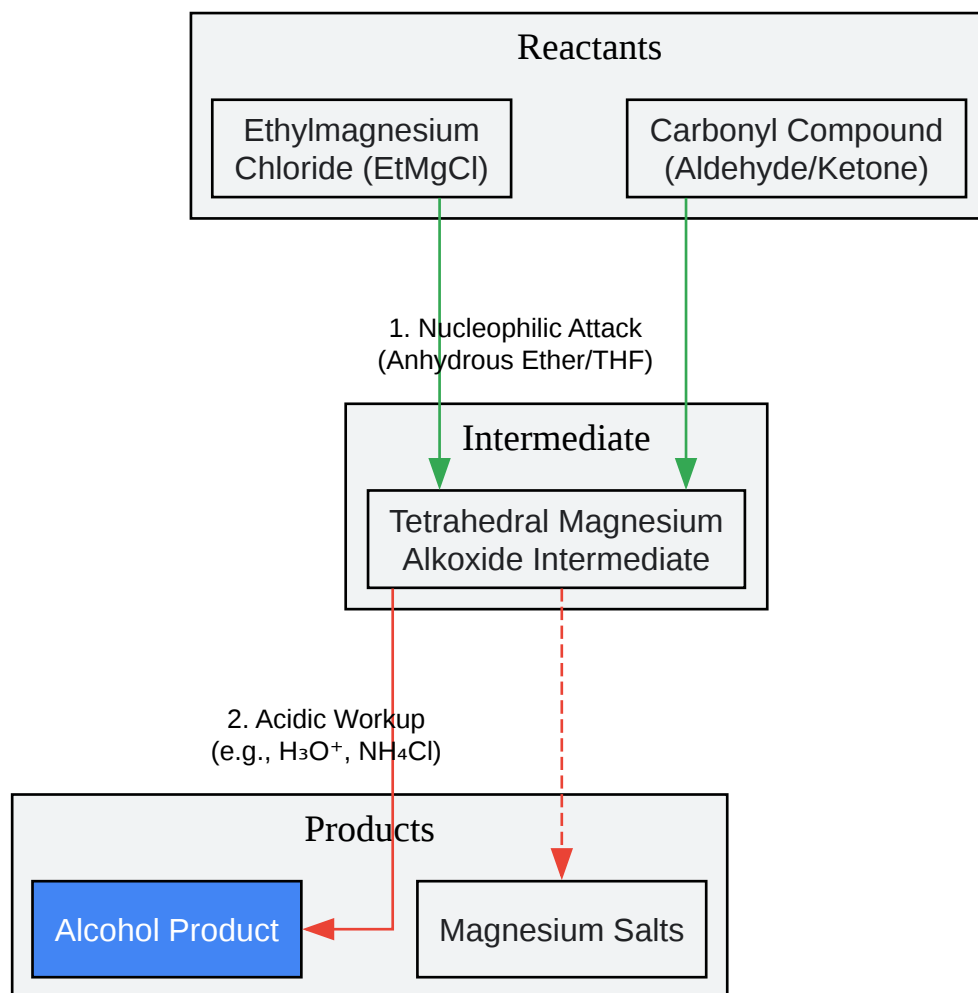 Reactants
Ethylmagnesium
Chloride (EtMgCl)
Carbonyl Compound
(Aldehyde/Ketone)
1. Nucleophilic Attack
(Anhydrous Ether/THF)
Intermediate
Tetrahedral Magnesium
Alkoxide Intermediate
2. Acidic Workup
(e.g., H₃O⁺, NH₄Cl)
Products
Alcohol Product
Magnesium Salts